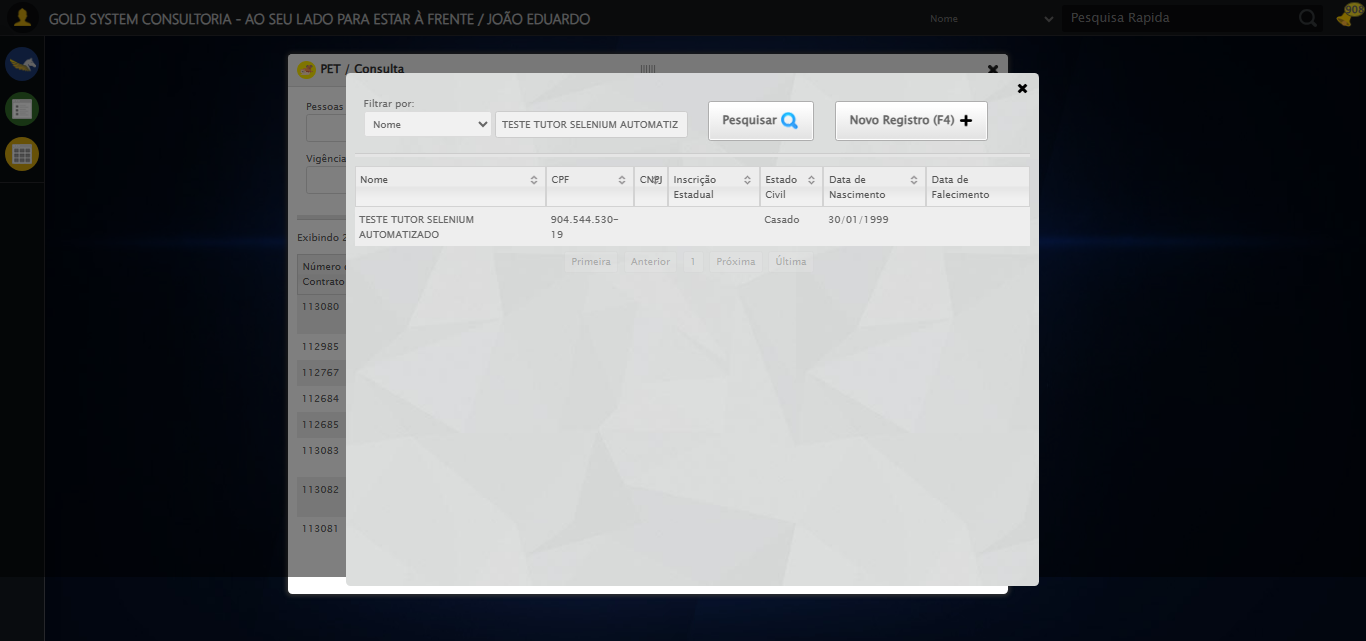 GOLD SYSTEM CONSULTORIA - AO SEU LADO PARA ESTAR À FRENTE / JOÃO EDUARDO
Nome
Pesquisa Rapida
PET / Consulta
Pessoas
Vigência
Exibindo 2
Número
Contrato
113080
112985
112767
112684
112685
113083
113082
113081
Filtrar por:
Nome
TESTE TUTOR SELENIUM AUTOMATIZ
Pesquisar
Novo Registro (F4)
Nome
CPF
CNPJ
Inscrição
Estadual
Estado
Civil
Data de
Nascimento
Data de
Falecimento
TESTE TUTOR SELENIUM
AUTOMATIZADO
904.544.530-
19
Casado
30/01/1999
Primeira
Anterior
1
Próxima
Última